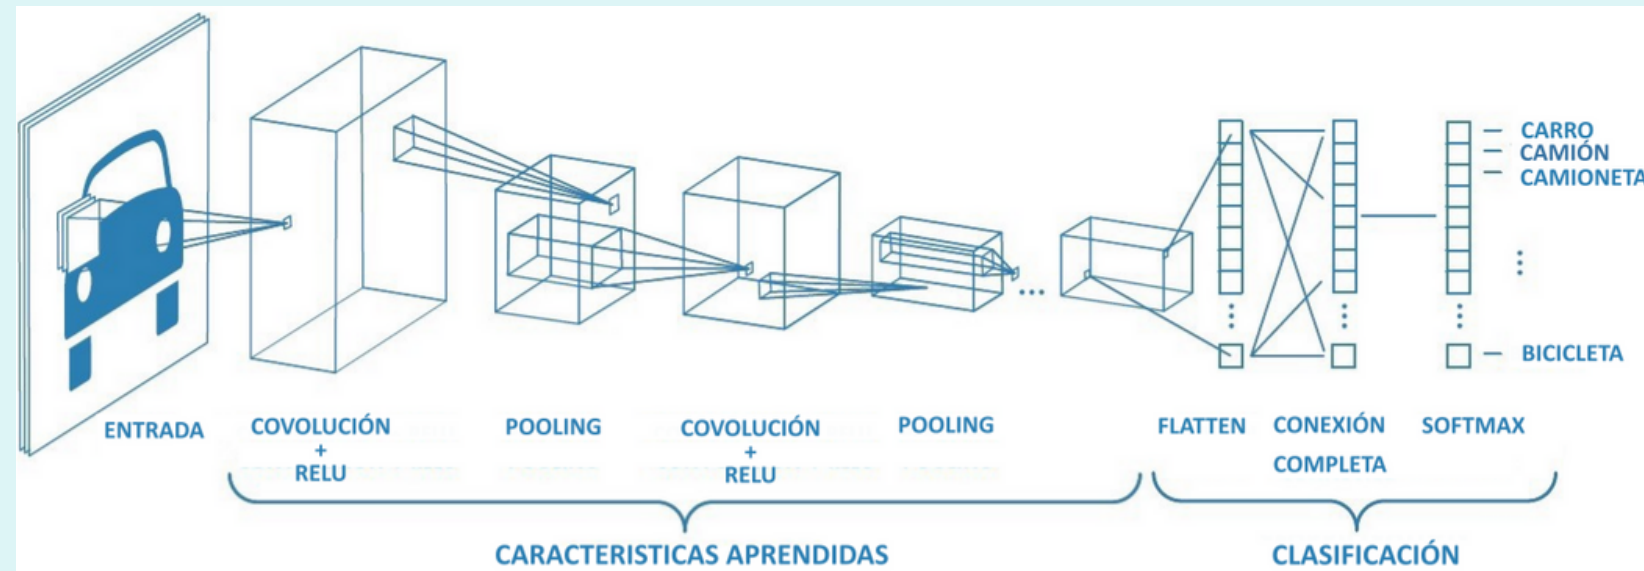 CARRO
CAMIÓN
CAMIONETA
BICICLETA
ENTRADA
COVOLUCIÓN
+
RELU
POOLING
COVOLUCIÓN
+
RELU
POOLING
FLATTEN
CONEXIÓN
COMPLETA
SOFTMAX
CARACTERISTICAS APRENDIDAS
CLASIFICACIÓN